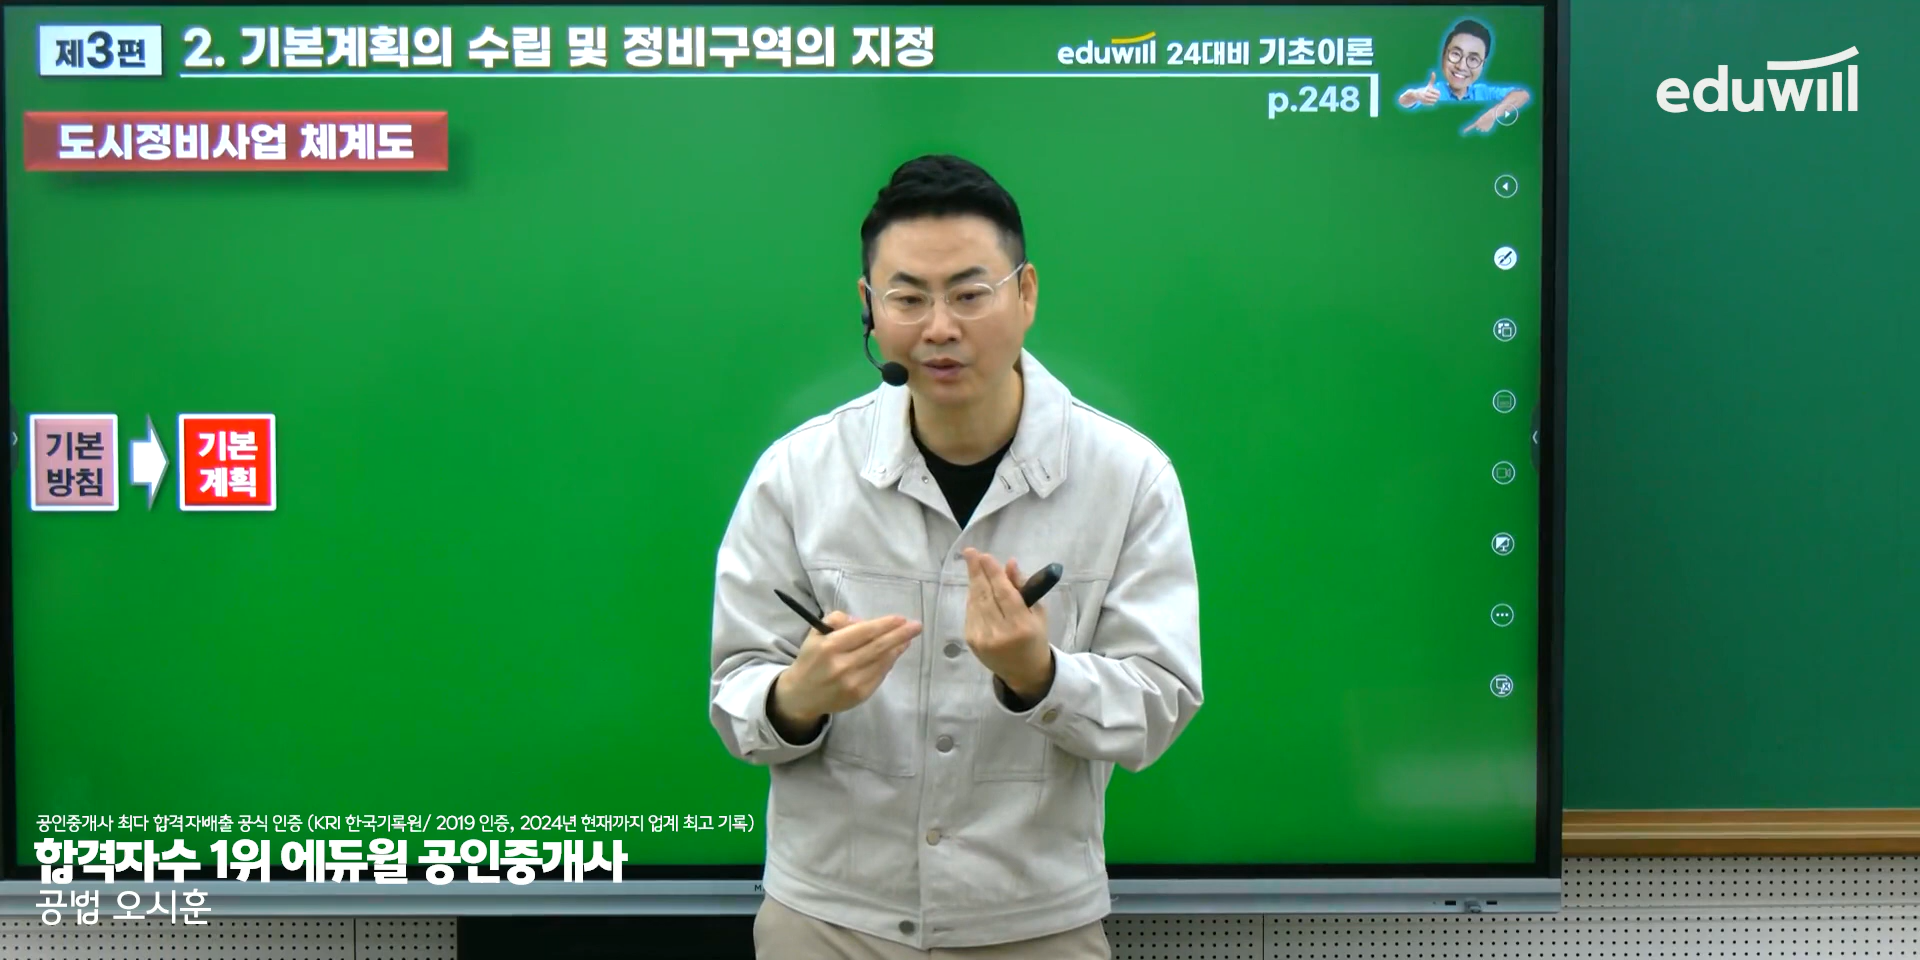 제3편 2. 기본계획의 수립 및 정비구역의 지정
eduwill 24대비 기초이론
p.248
eduwill
도시정비사업 체계도
기본
방침
기본
계획
공인중개사 최다 합격자배출 공식 인증 (KRI 한국기록원/ 2019 인증, 2024년 현재까지 업계 최고 기록)
합격자수 1위 에듀윌 공인중개사
공법 오시훈